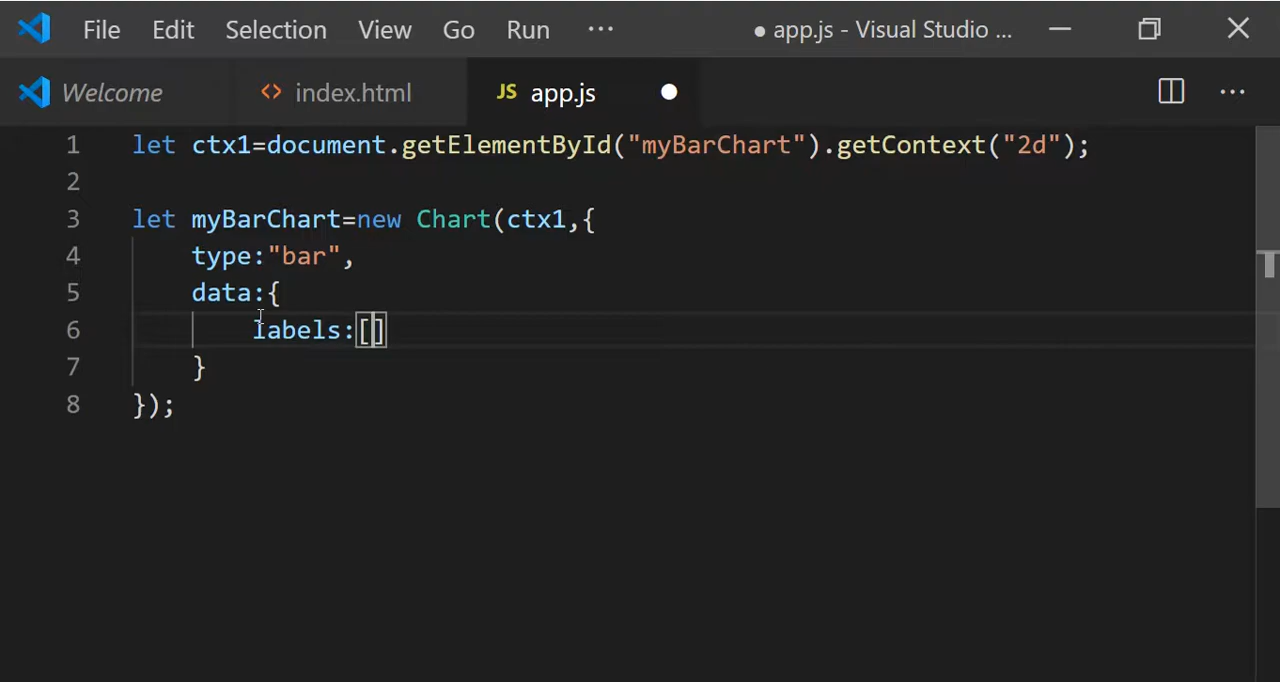 File Edit Selection View Go Run ··· ● app.js - Visual Studio ...
Welcome <> index.html JS app.js ● ···
1 let ctx1=document.getElementById("myBarChart").getContext("2d");
2
3 let myBarChart=new Chart(ctx1,{
4 type:"bar",
5 data:{
6 labels:[]
7 }
8 });